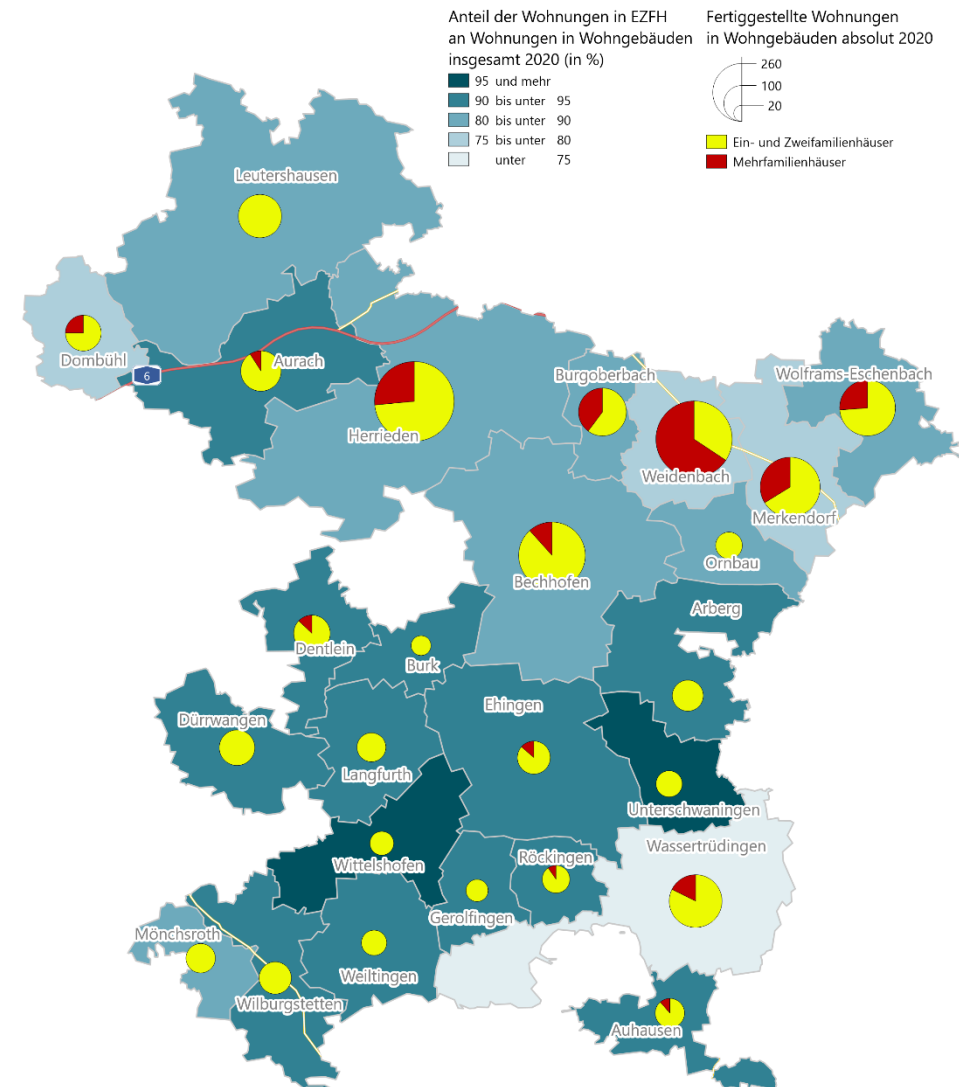 Anteil der Wohnungen in EZFH
an Wohnungen in Wohngebäuden
insgesamt 2020 (in %)
95 und mehr
90 bis unter 95
80 bis unter 90
75 bis unter 80
unter 75
Fertiggestellte Wohnungen
in Wohngebäuden absolut 2020
260
100
20
Ein- und Zweifamilienhäuser
Mehrfamilienhäuser
Leutershausen
Dombühl
6
Aurach
Herrieden
Burgoberbach
Wolframs-Eschenbach
Weidenbach
Merkendorf
Bechhofen
Ornbau
Arberg
Dentlein
Burk
Ehingen
Dürrwangen
Langfurth
Unterschwaningen
Wittelshofen
Röckingen
Wassertrüdingen
Gerolfingen
Mönchsroth
Weiltingen
Wilburgstetten
Auhausen